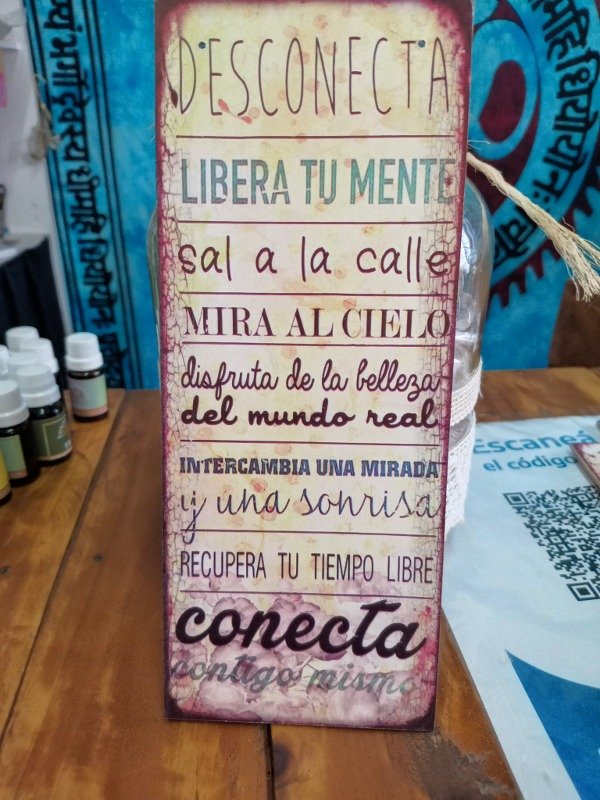 DESCONECTA
LIBERA TU MENTE
sal a la calle
MIRA AL CIELO
disfruta de la belleza
del mundo real
INTERCAMBIA UNA MIRADA
y una sonrisa
RECUPERA TU TIEMPO LIBRE
conecta
contigo mismo
Escaneá
el código